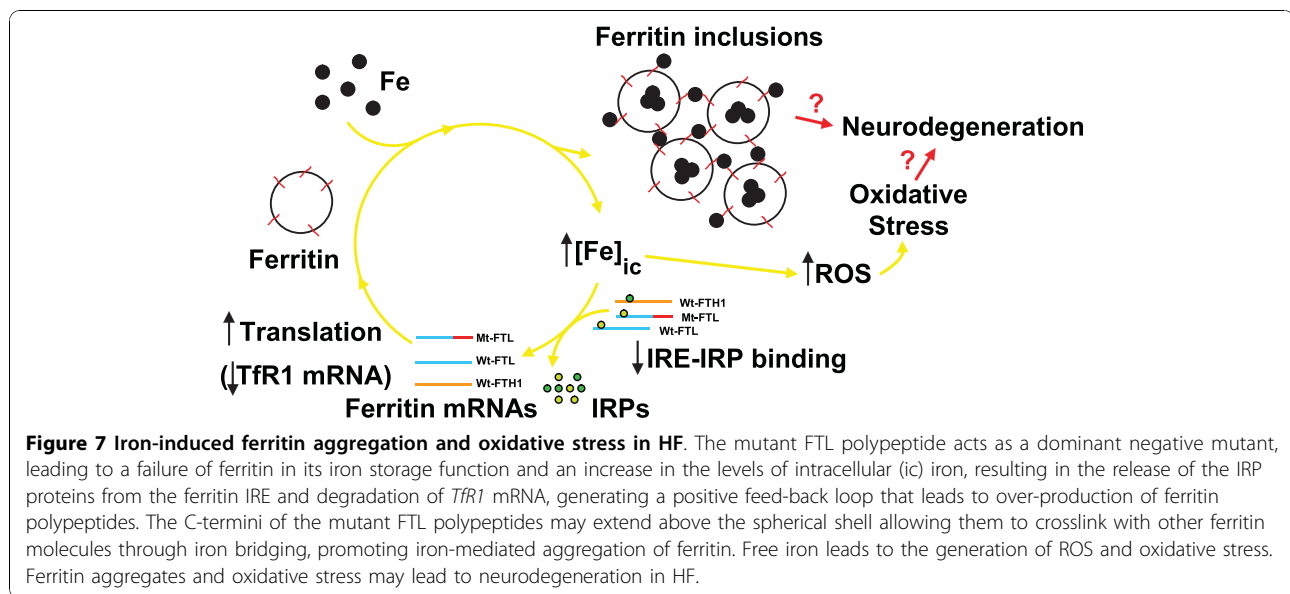 Ferritin inclusions
Fe
?
Neurodegeneration
?
Oxidative
Stress
Ferritin
↑[Fe]ic
↑ROS
Wt-FTH1
Mt-FTL
Wt-FTL
↑Translation
Mt-FTL
↓IRE-IRP binding
(↓TfR1 mRNA)
Wt-FTL
Wt-FTH1
Ferritin mRNAs
IRPs
Figure 7 Iron-induced ferritin aggregation and oxidative stress in HF. The mutant FTL polypeptide acts as a dominant negative mutant,
leading to a failure of ferritin in its iron storage function and an increase in the levels of intracellular (ic) iron, resulting in the release of the IRP
proteins from the ferritin IRE and degradation of TfR1 mRNA, generating a positive feed-back loop that leads to over-production of ferritin
polypeptides. The C-termini of the mutant FTL polypeptides may extend above the spherical shell allowing them to crosslink with other ferritin
molecules through iron bridging, promoting iron-mediated aggregation of ferritin. Free iron leads to the generation of ROS and oxidative stress.
Ferritin aggregates and oxidative stress may lead to neurodegeneration in HF.